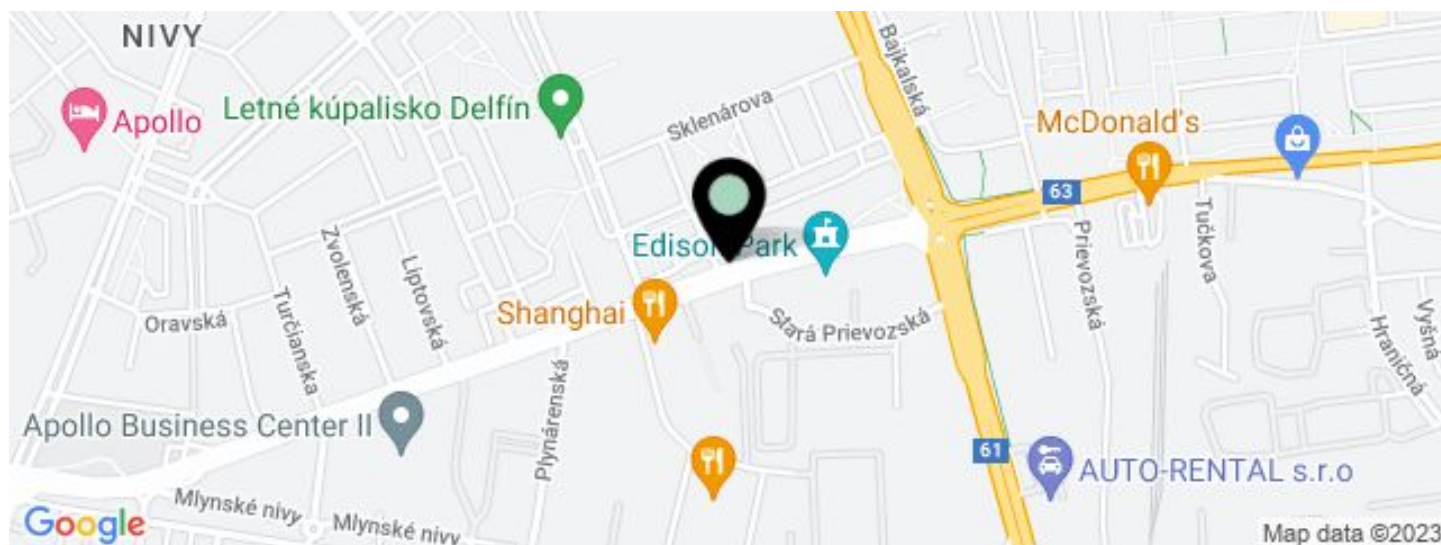 NIVY
Bajkalská
Letné kúpalisko Delfín
Apollo
Sklenárova
McDonald's
63
Tučkova
Prievozská
Edison Park
Zvolenská
Liptovská
Shanghai
Stará Prievozská
Oravská
Turčianska
Vyšná
Hraničná
Plynárenská
Apollo Business Center II
61
AUTO-RENTAL s.r.o
Mlynské nivy
Mlynské nivy
Google
Map data ©2023